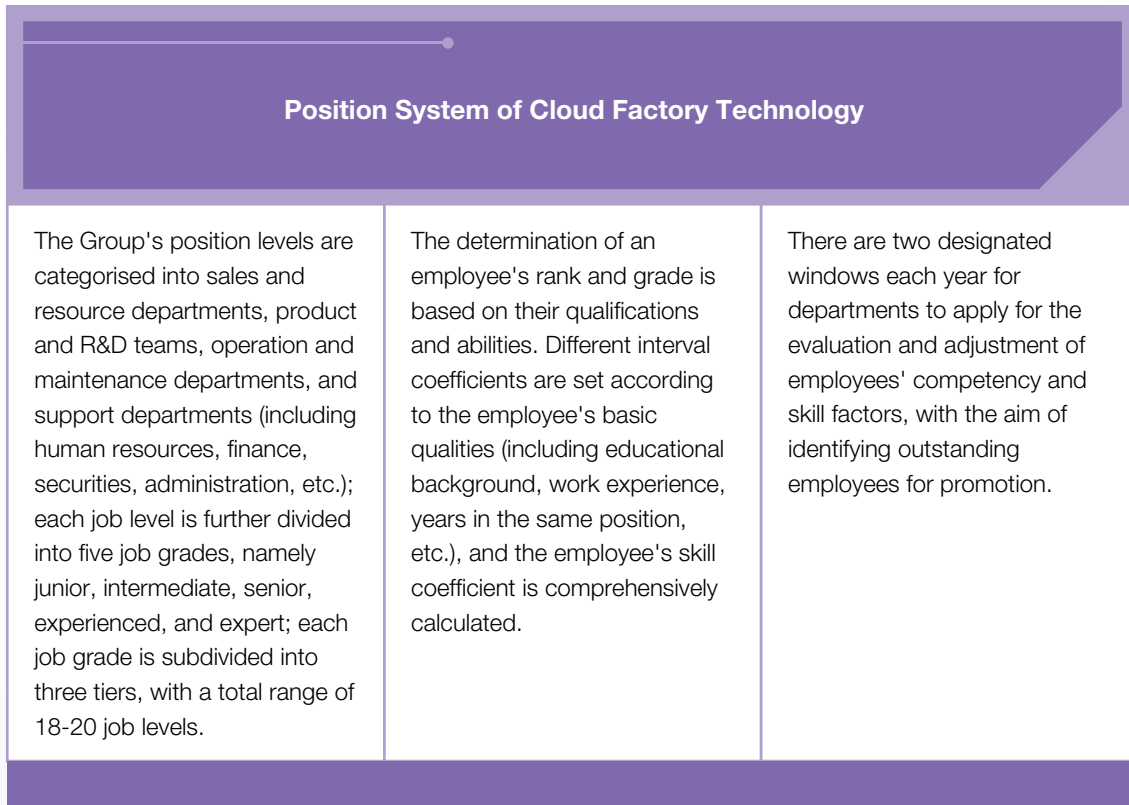 Position System of Cloud Factory Technology
The Group's position levels are
categorised into sales and
resource departments, product
and R&D teams, operation and
maintenance departments, and
support departments (including
human resources, finance,
securities, administration, etc.);
each job level is further divided
into five job grades, namely
junior, intermediate, senior,
experienced, and expert; each
job grade is subdivided into
three tiers, with a total range of
18-20 job levels.
The determination of an
employee's rank and grade is
based on their qualifications
and abilities. Different interval
coefficients are set according
to the employee's basic
qualities (including educational
background, work experience,
years in the same position,
etc.), and the employee's skill
coefficient is comprehensively
calculated.
There are two designated
windows each year for
departments to apply for the
evaluation and adjustment of
employees' competency and
skill factors, with the aim of
identifying outstanding
employees for promotion.